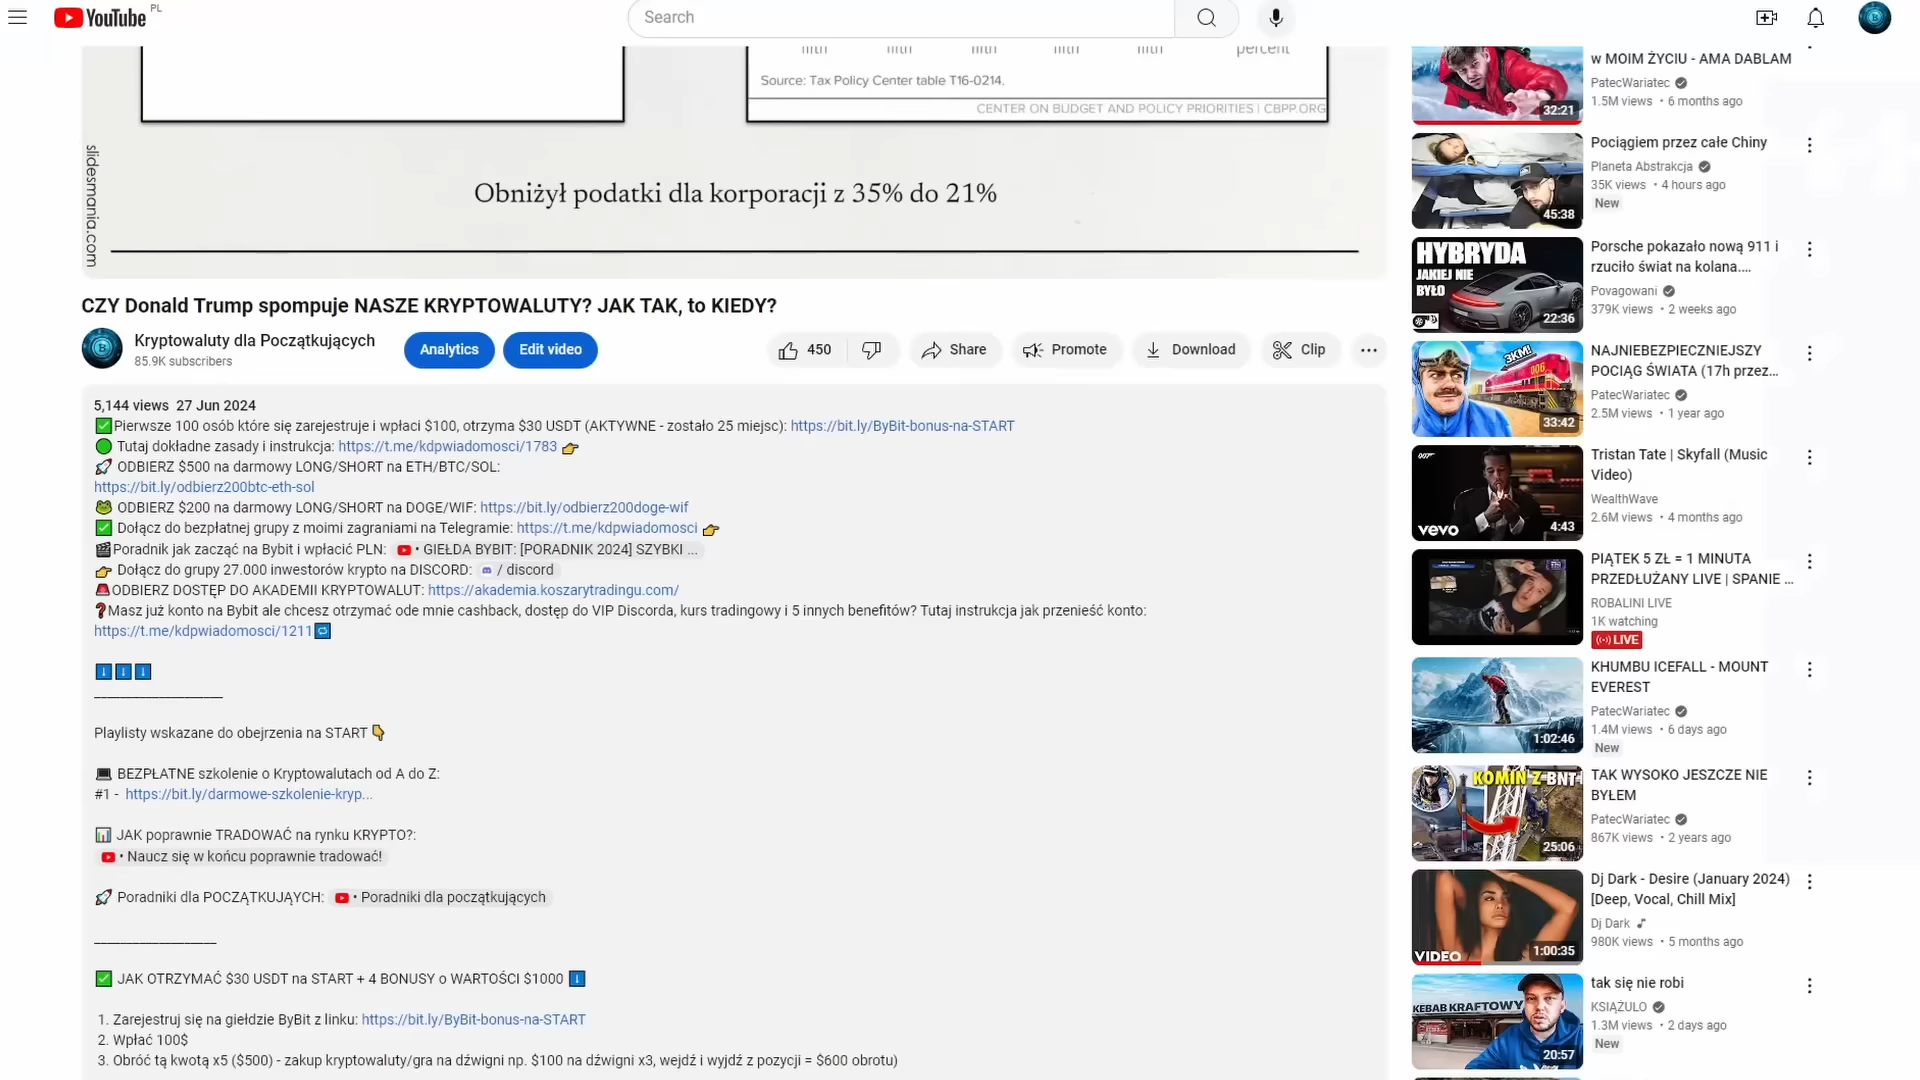 YouTube PL
Search
fifth fifth fifth fifth fifth percent
Source: Tax Policy Center table T16-0214.
CENTER ON BUDGET AND POLICY PRIORITIES | CBPP.ORG
slidesmania.com
Obniżył podatki dla korporacji z 35% do 21%
CZY Donald Trump spompuje NASZE KRYPTOWALUTY? JAK TAK, to KIEDY?
Kryptowaluty dla Początkujących
85.9K subscribers
Analytics
Edit video
450
Share
Promote
Download
Clip
5,144 views 27 Jun 2024
✅Pierwsze 100 osób które się zarejestruje i wpłaci $100, otrzyma $30 USDT (AKTYWNE - zostało 25 miejsc): https://bit.ly/ByBit-bonus-na-START
🟢 Tutaj dokładne zasady i instrukcja: https://t.me/kdpwiadomosci/1783 👉
🚀 ODBIERZ $500 na darmowy LONG/SHORT na ETH/BTC/SOL:
https://bit.ly/odbierz200btc-eth-sol
🐸 ODBIERZ $200 na darmowy LONG/SHORT na DOGE/WIF: https://bit.ly/odbierz200doge-wif
✅ Dołącz do bezpłatnej grupy z moimi zagraniami na Telegramie: https://t.me/kdpwiadomosci 👉
🎬Poradnik jak zacząć na Bybit i wpłacić PLN: • GIEŁDA BYBIT: [PORADNIK 2024] SZYBKI ...
👉 Dołącz do grupy 27.000 inwestorów krypto na DISCORD: / discord
🚨ODBIERZ DOSTĘP DO AKADEMII KRYPTOWALUT: https://akademia.koszarytradingu.com/
❓Masz już konto na Bybit ale chcesz otrzymać ode mnie cashback, dostęp do VIP Discorda, kurs tradingowy i 5 innych benefitów? Tutaj instrukcja jak przenieść konto:
https://t.me/kdpwiadomosci/1211🔁
⬇️⬇️⬇️
____________________
Playlisty wskazane do obejrzenia na START 👇
💻 BEZPŁATNE szkolenie o Kryptowalutach od A do Z:
#1 - https://bit.ly/darmowe-szkolenie-kryp...
📊 JAK poprawnie TRADOWAĆ na rynku KRYPTO?:
• Naucz się w końcu poprawnie tradować!
🚀 Poradniki dla POCZĄTKUJĄYCH: • Poradniki dla początkujących
___________________
✅ JAK OTRZYMAĆ $30 USDT na START + 4 BONUSY o WARTOŚCI $1000 ⬇️
1. Zarejestruj się na giełdzie ByBit z linku: https://bit.ly/ByBit-bonus-na-START
2. Wpłać 100$
3. Obróć tą kwotą x5 ($500) - zakup kryptowaluty/gra na dźwigni np. $100 na dźwigni x3, wejdź i wyjdź z pozycji = $600 obrotu)
w MOIM ŻYCIU - AMA DABLAM
PatecWariatec
1.5M views • 6 months ago
32:21
Pociągiem przez całe Chiny
Planeta Abstrakcja
35K views • 4 hours ago
New
45:38
HYBRYDA
JAKIEJ NIE
BYŁO
22:36
Porsche pokazało nową 911 i
rzuciło świat na kolana....
Povagowani
379K views • 2 weeks ago
3KM!
006
33:42
NAJNIEBEZPIECZNIEJSZY
POCIĄG ŚWIATA (17h przez...
PatecWariatec
2.5M views • 1 year ago
007
vevo
4:43
Tristan Tate | Skyfall (Music
Video)
WealthWave
2.6M views • 4 months ago
PIĄTEK 5 ZŁ = 1 MINUTA
PRZEDŁUŻANY LIVE | SPANIE ...
ROBALINI LIVE
1K watching
LIVE
KHUMBU ICEFALL - MOUNT
EVEREST
PatecWariatec
1.4M views • 6 days ago
New
1:02:46
KOMIN Z BNT
25:06
TAK WYSOKO JESZCZE NIE
BYŁEM
PatecWariatec
867K views • 2 years ago
VIDEO
1:00:35
Dj Dark - Desire (January 2024)
[Deep, Vocal, Chill Mix]
Dj Dark
980K views • 5 months ago
KEBAB KRAFTOWY
20:57
tak się nie robi
KSIĄŻULO
1.3M views • 2 days ago
New